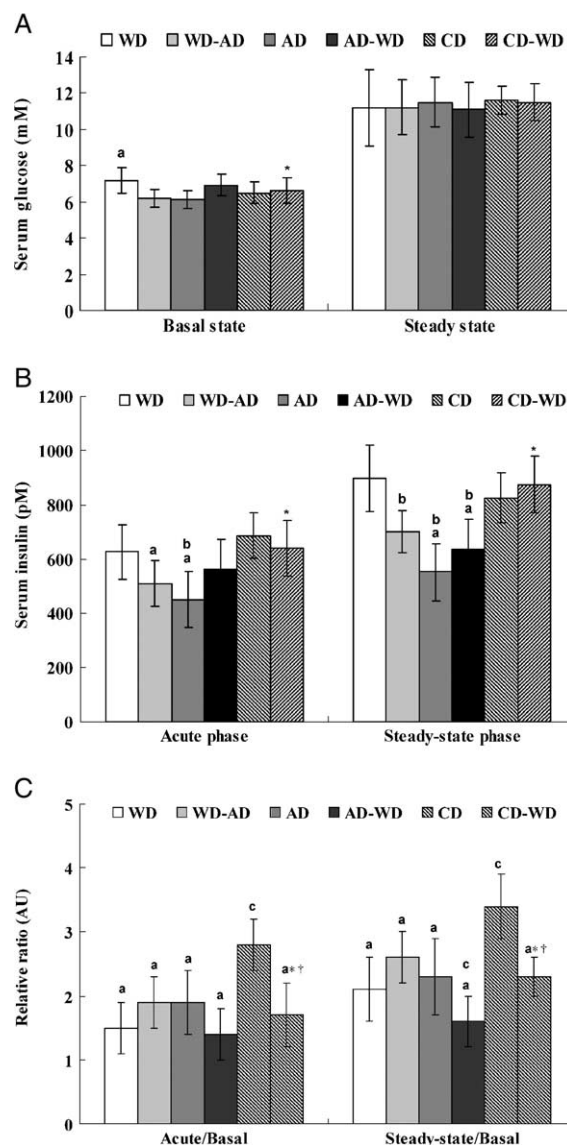 A
WD WD-AD AD AD-WD CD CD-WD
Serum glucose (mM)
14
12
10
8
6
4
2
0
a
*
Basal state Steady state
B
WD WD-AD AD AD-WD CD CD-WD
Serum insulin (pM)
1200
1000
800
600
400
200
0
a
b
a
*
b
b
a
b
a
*
Acute phase Steady-state phase
C
WD WD-AD AD AD-WD CD CD-WD
Relative ratio (AU)
5
4
3
2
1
0
a
a
a
a
c
a*†
a
a
a
c
a
c
a*†
Acute/Basal Steady-state/Basal